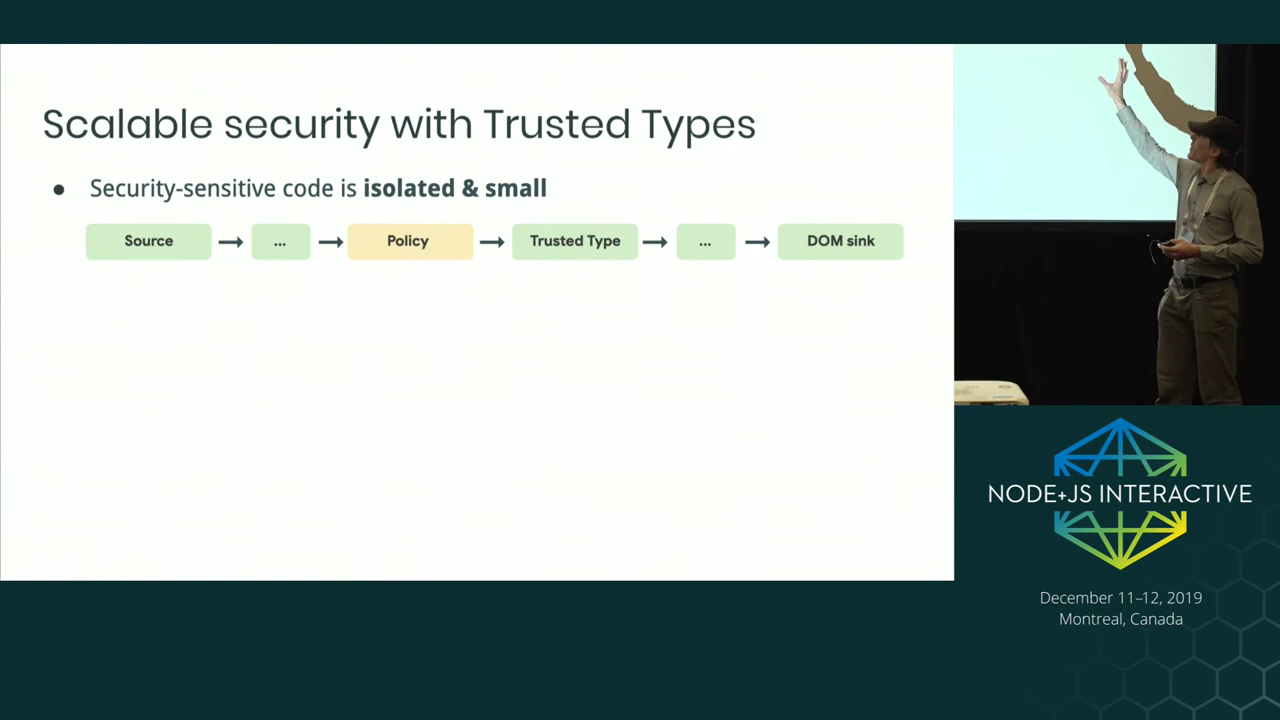 Scalable security with Trusted Types
● Security-sensitive code is isolated & small
Source → ... → Policy → Trusted Type → ... → DOM sink
NODE+JS INTERACTIVE
December 11–12, 2019
Montreal, Canada